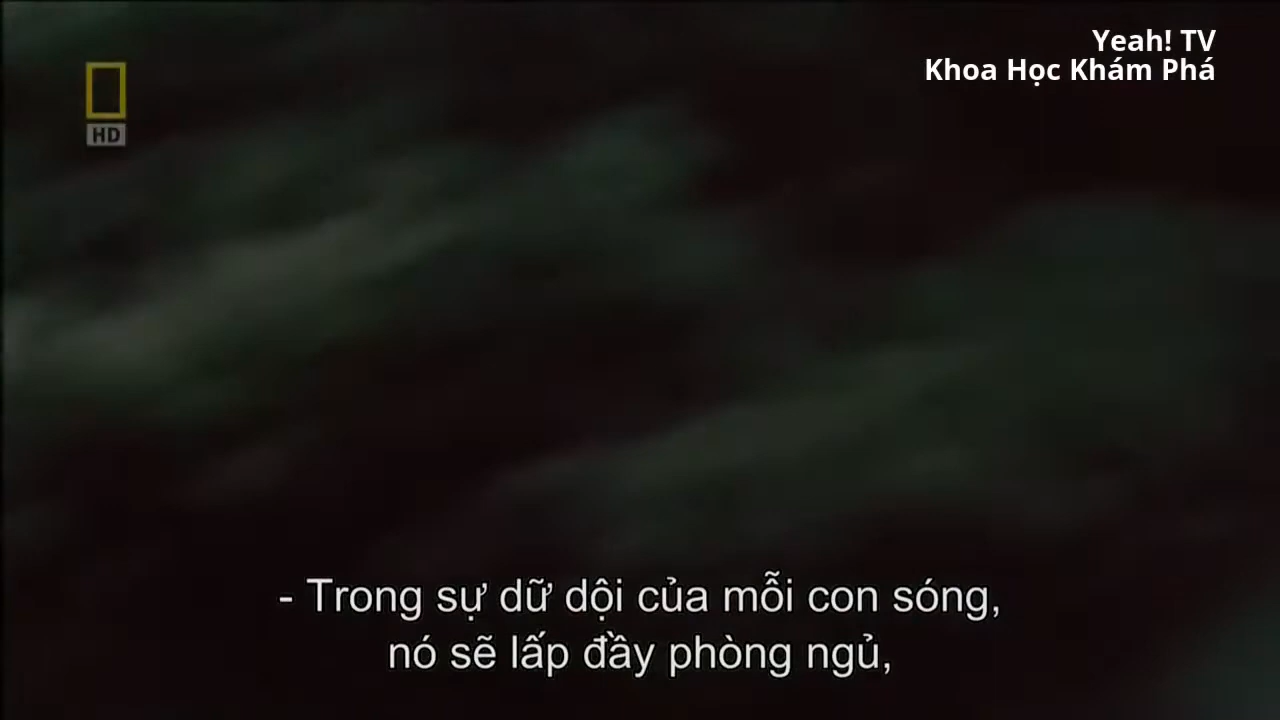 Yeah! TV
Khoa Học Khám Phá
HD
- Trong sự dữ dội của mỗi con sóng,
nó sẽ lấp đầy phòng ngủ,